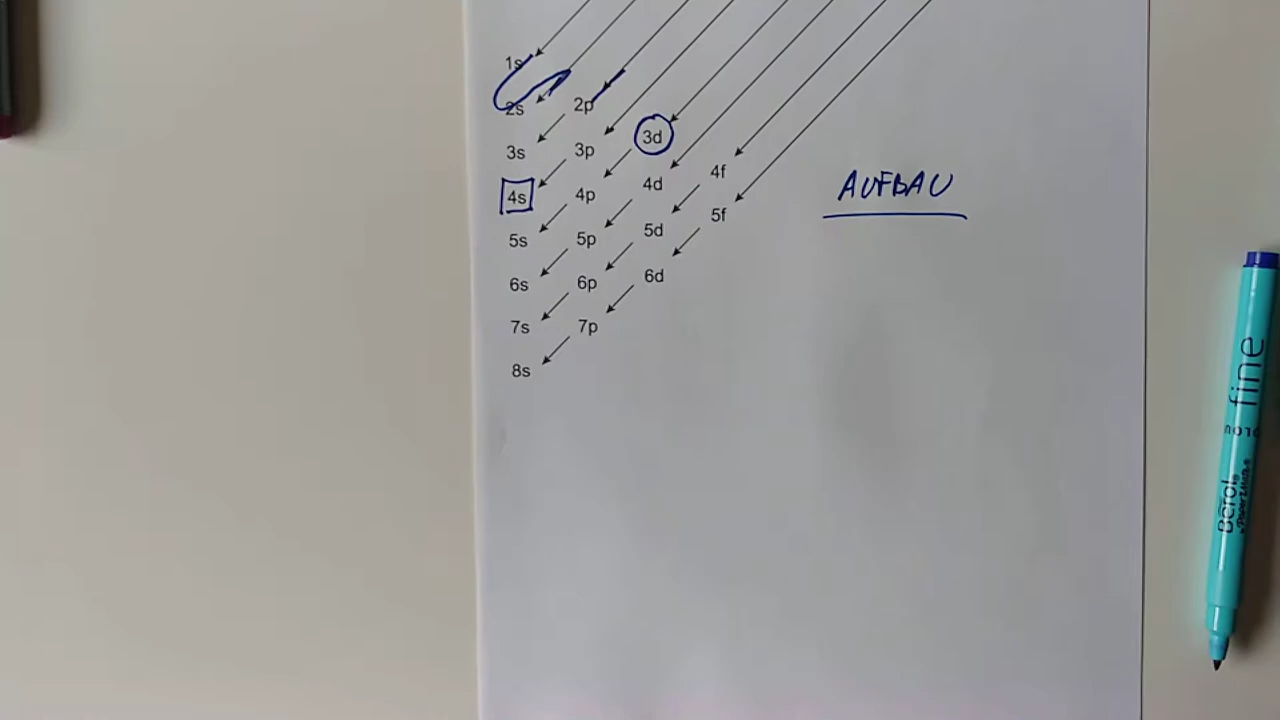 1s
2s 2p
3s 3p 3d
4s 4p 4d 4f
5s 5p 5d 5f
6s 6p 6d
7s 7p
8s
AUFBAU
Berol
fine